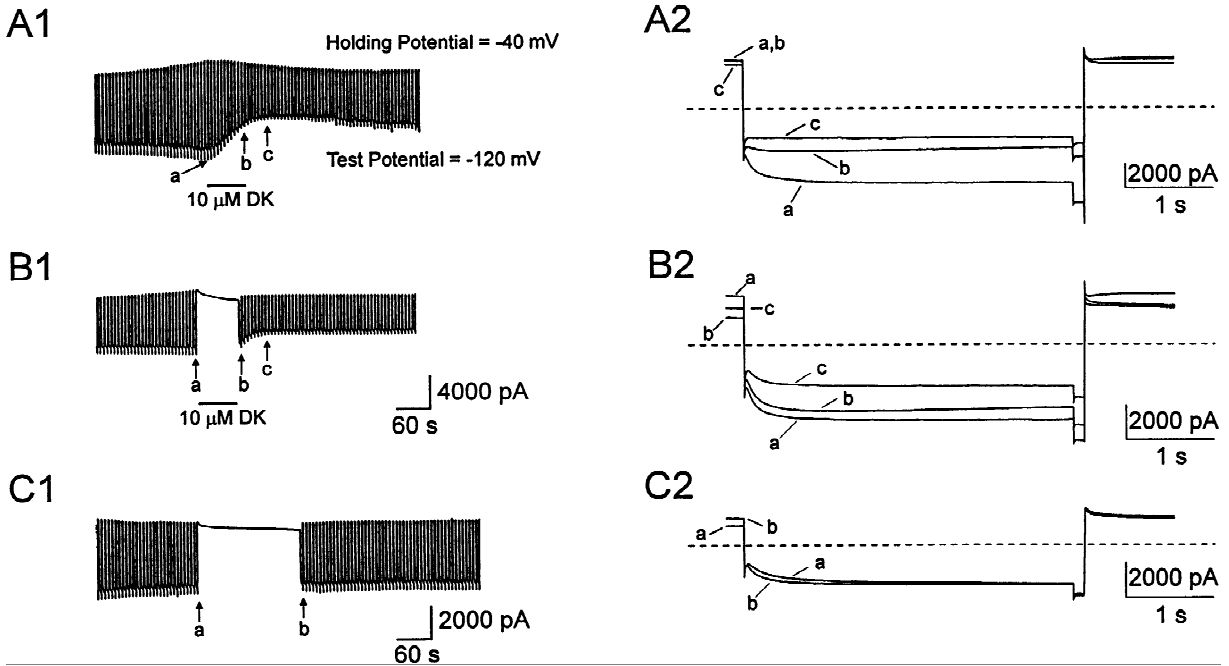 A1
Holding Potential = -40 mV
a
b
c
Test Potential = -120 mV
10 µM DK
A2
a,b
c
c
b
a
2000 pA
1 s
B1
a
b
c
10 µM DK
4000 pA
60 s
B2
a
c
b
c
b
a
2000 pA
1 s
C1
a
b
2000 pA
60 s
C2
b
a
a
b
2000 pA
1 s